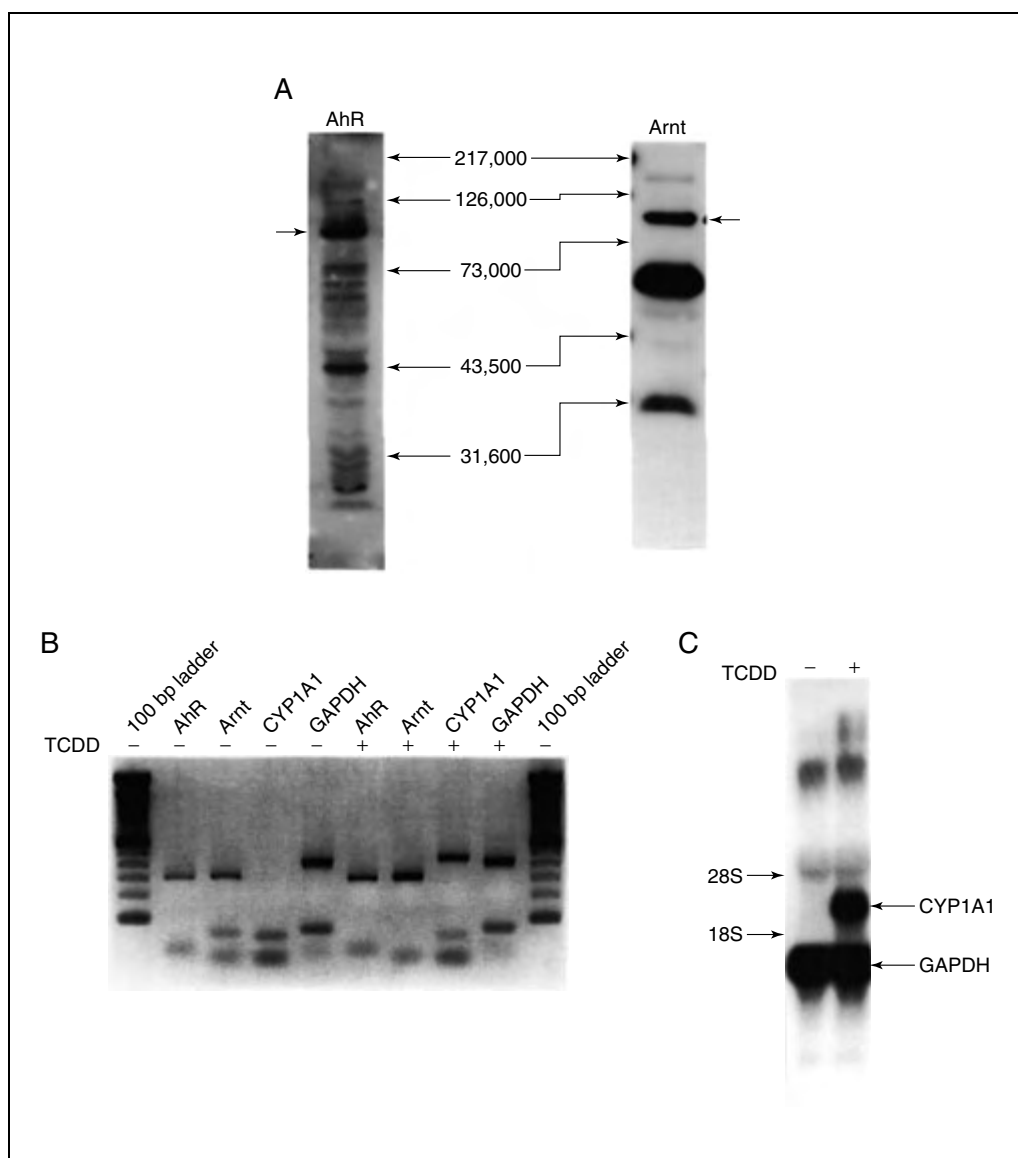 A
AhR
Arnt
217,000
126,000
73,000
43,500
31,600
B
100 bp ladder
AhR
Arnt
CYP1A1
GAPDH
AhR
Arnt
CYP1A1
GAPDH
100 bp ladder
TCDD − − − − − + + + + −
C
TCDD − +
28S
CYP1A1
18S
GAPDH